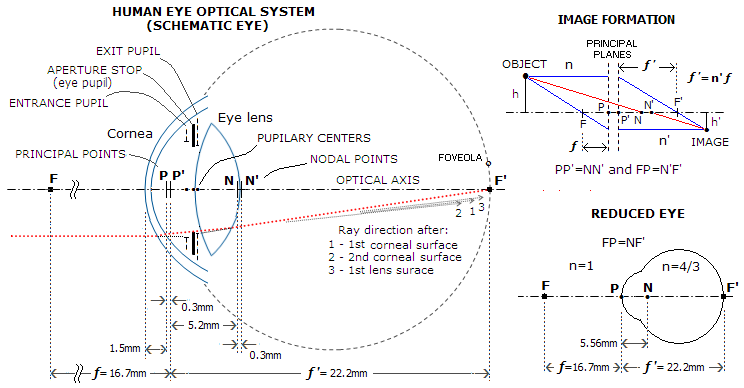 HUMAN EYE OPTICAL SYSTEM
(SCHEMATIC EYE)
EXIT PUPIL
APERTURE STOP
(eye pupil)
ENTRANCE PUPIL
Cornea
Eye lens
PRINCIPAL POINTS
PUPILARY CENTERS
NODAL POINTS
FOVEOLA
F
P P'
N N'
OPTICAL AXIS
F'
2 1 3
Ray direction after:
1 - 1st corneal surface
2 - 2nd corneal surface
3 - 1st lens surace
0.3mm
5.2mm
1.5mm
0.3mm
f=16.7mm
f'=22.2mm
IMAGE FORMATION
PRINCIPAL
PLANES
OBJECT
n
f'
f'=n'f
h
P
N'
F'
F
P'
N
h'
f
n'
IMAGE
PP'=NN' and FP=N'F'
REDUCED EYE
FP=NF'
n=1
n=4/3
F
P
N
F'
5.56mm
f=16.7mm
f'=22.2mm